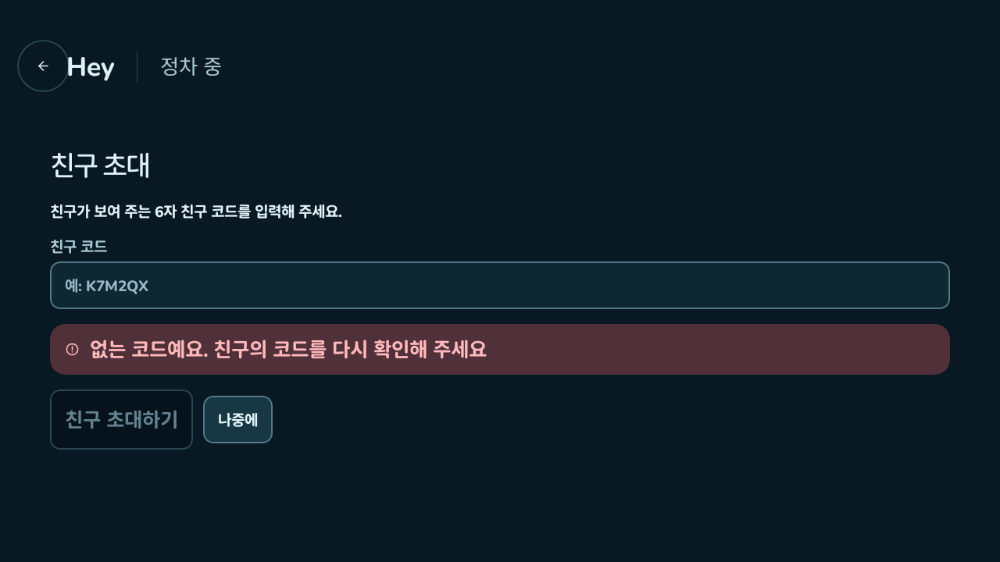 Hey
정차 중
친구 초대
친구가 보여 주는 6자 친구 코드를 입력해 주세요.
친구 코드
예: K7M2QX
없는 코드예요. 친구의 코드를 다시 확인해 주세요
친구 초대하기
나중에